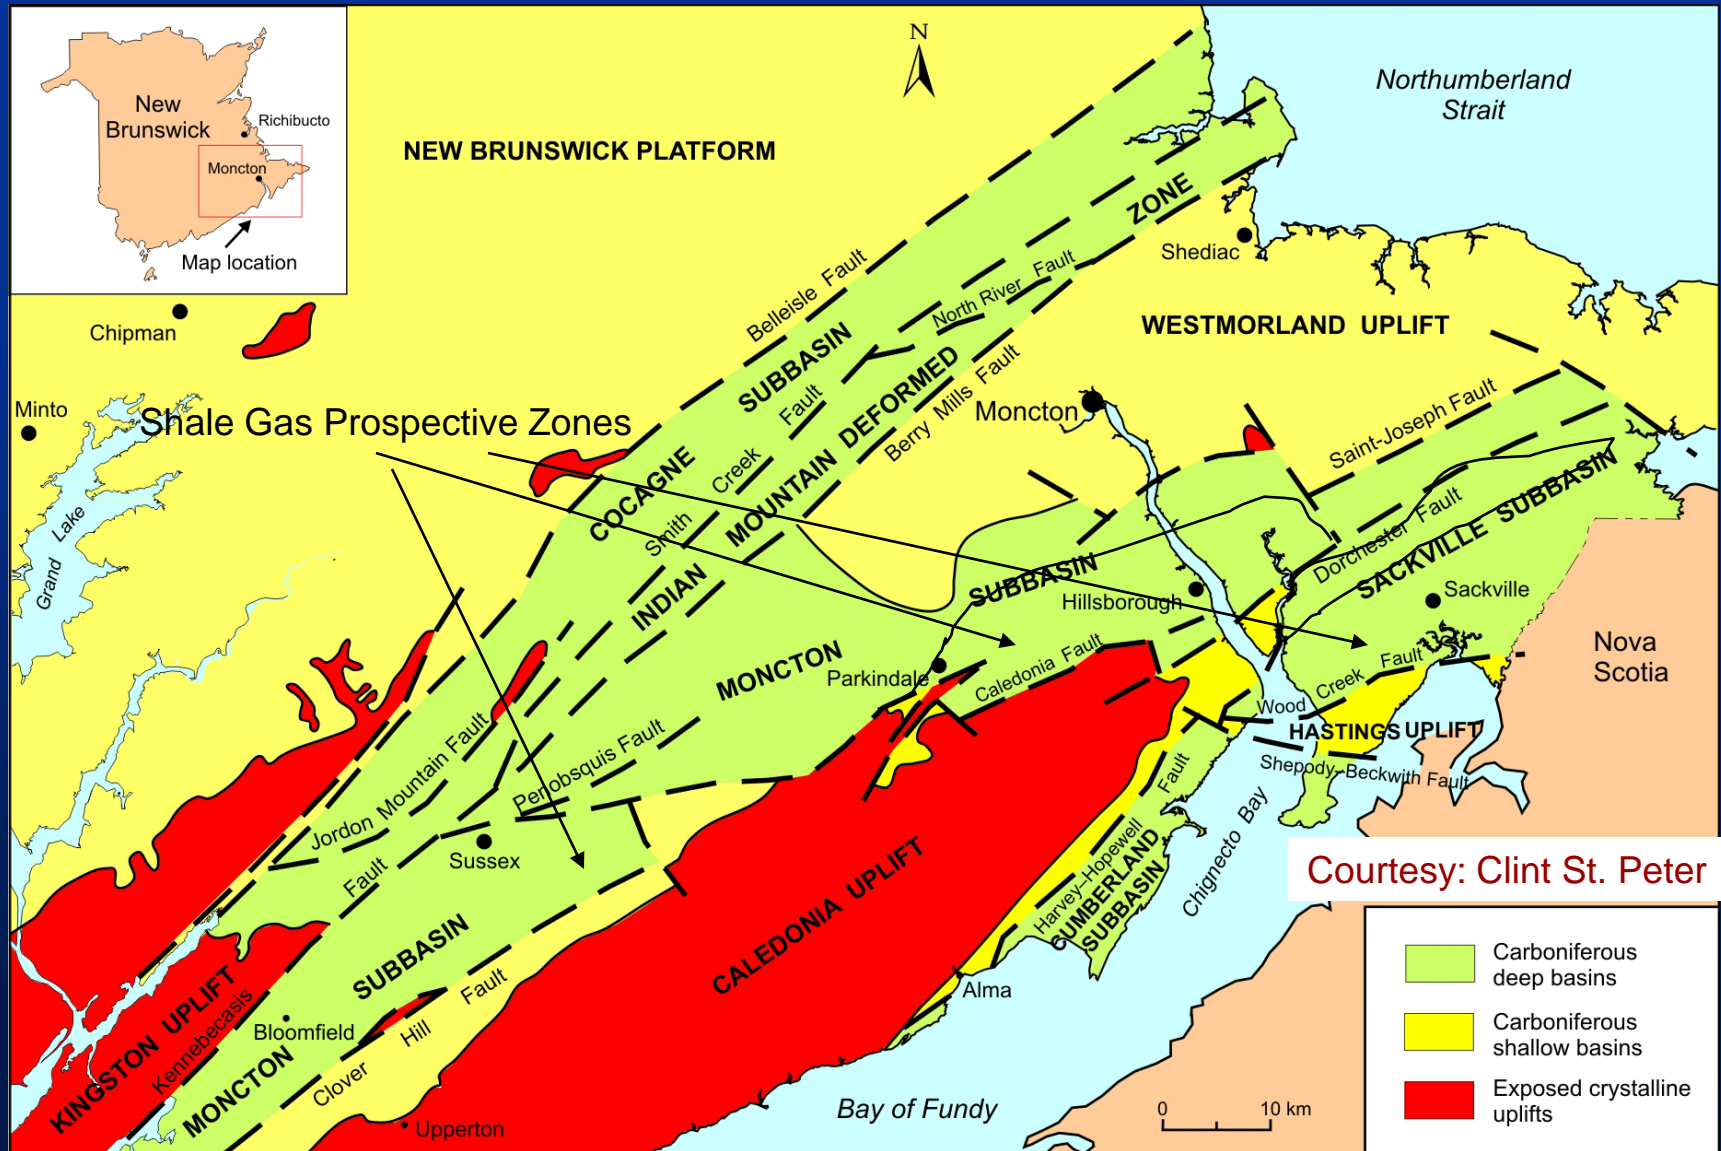 New
Brunswick
Richibucto
Moncton
Map location
N
Northumberland
Strait
NEW BRUNSWICK PLATFORM
ZONE
Shediac
Belleisle Fault
North River Fault
WESTMORLAND UPLIFT
Chipman
COCAGNE SUBBASIN
Minto
Shale Gas Prospective Zones
Smith Creek Fault
INDIAN MOUNTAIN DEFORMED
Berry Mills Fault
Moncton
Saint-Joseph Fault
Grand Lake
Dorchester Fault
SACKVILLE SUBBASIN
SUBBASIN
Hillsborough
Sackville
MONCTON
Parkindale
Caledonia Fault
Nova
Scotia
Wood Creek Fault
HASTINGS UPLIFT
Shepody-Beckwith Fault
Jordon Mountain Fault
Penobsquis Fault
Sussex
Kennebecasis Fault
Harvey-Hopewell Fault
CUMBERLAND
SUBBASIN
Chignecto Bay
Courtesy: Clint St. Peter
CALEDONIA UPLIFT
MONCTON SUBBASIN
KINGSTON UPLIFT
Bloomfield
Clover Hill Fault
Alma
Upperton
Bay of Fundy
0 10 km
Carboniferous
deep basins
Carboniferous
shallow basins
Exposed crystalline
uplifts